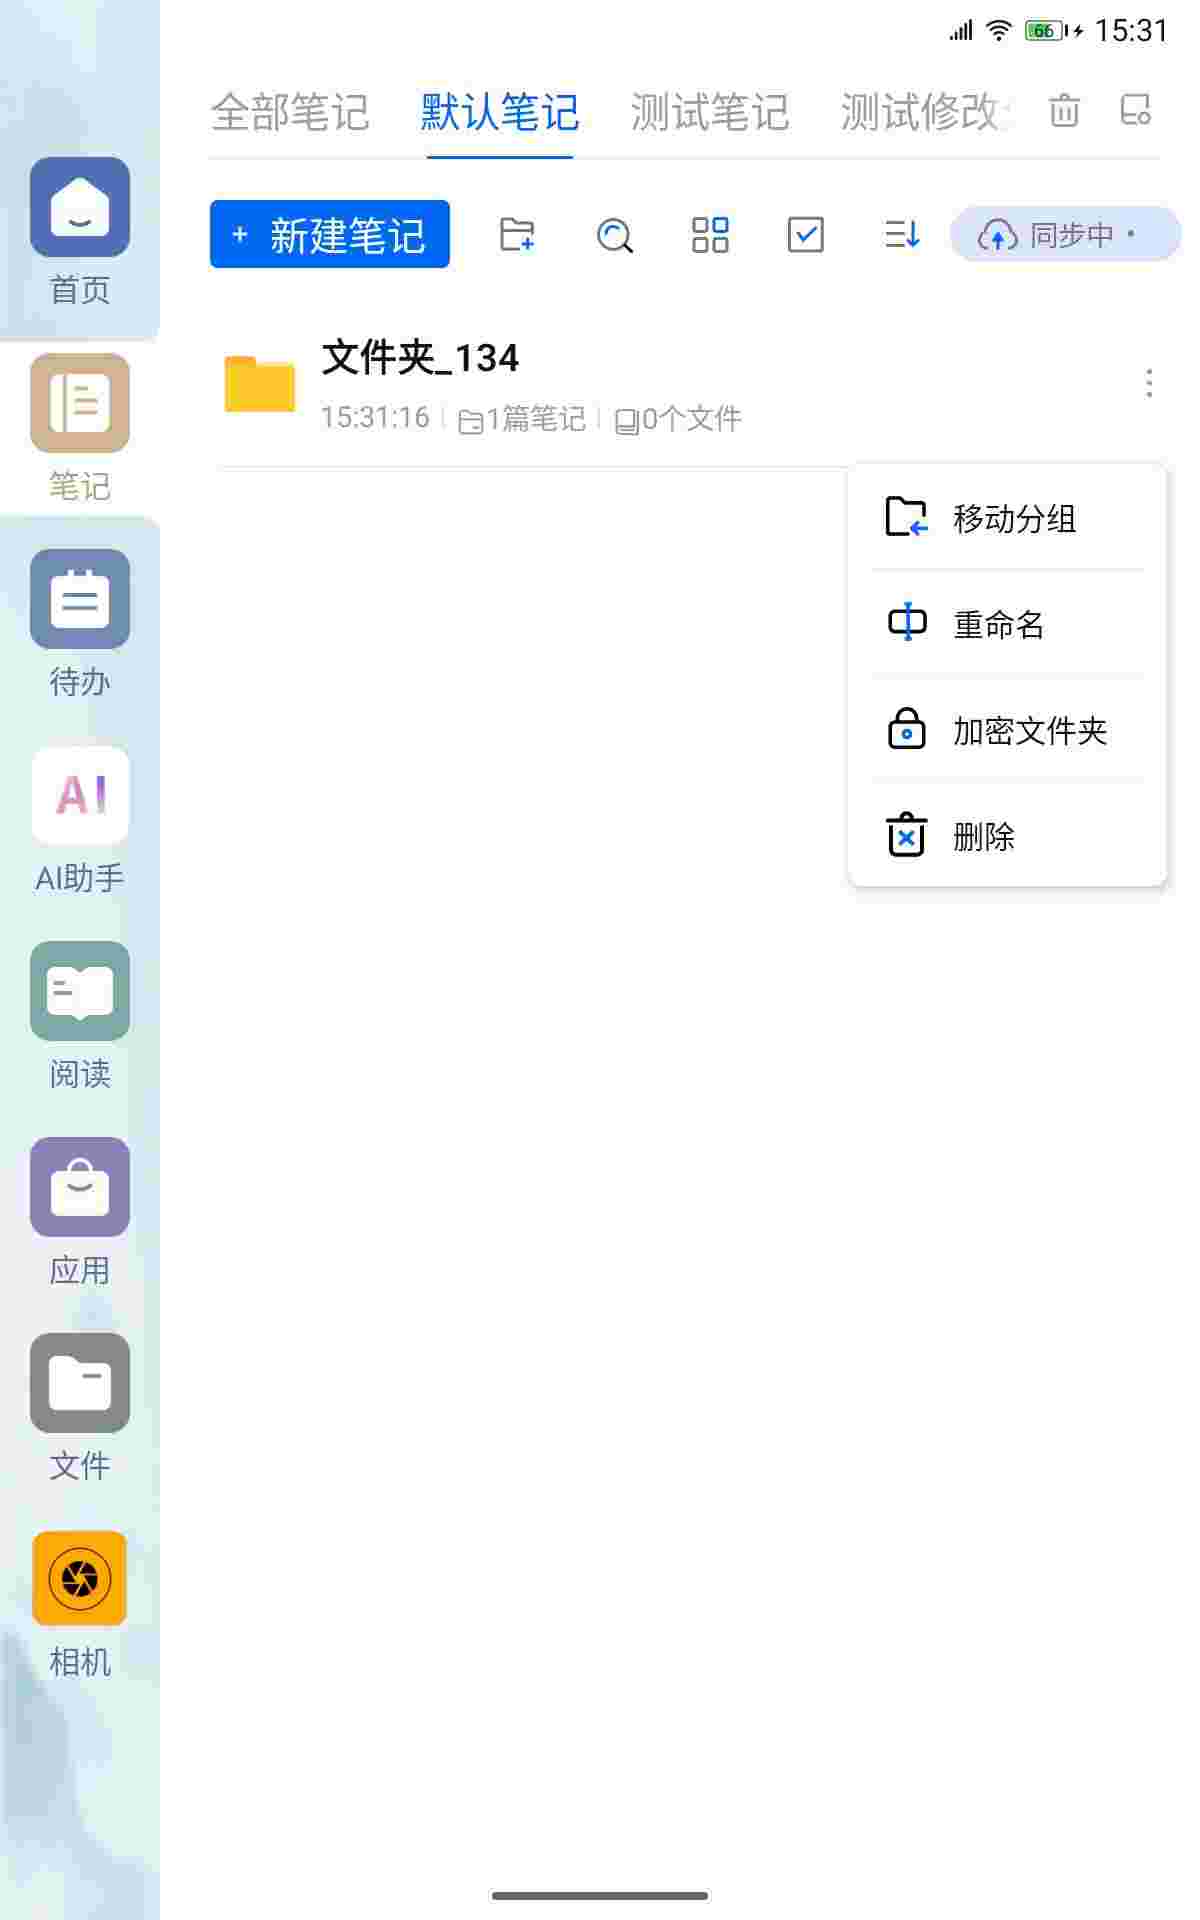 66 15:31
全部笔记 默认笔记 测试笔记 测试修改
+ 新建笔记 同步中
文件夹_134
15:31:16 1篇笔记 0个文件
移动分组
重命名
加密文件夹
删除
首页
笔记
待办
AI
AI助手
阅读
应用
文件
相机